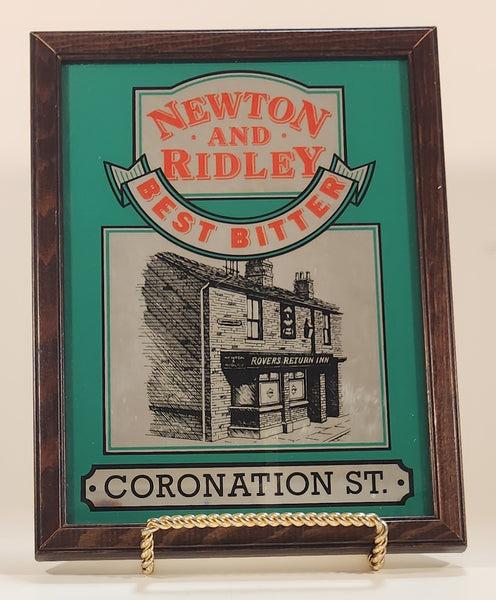 NEWTON
· AND ·
RIDLEY
BEST BITTER
ROVERS RETURN INN
· CORONATION ST. ·